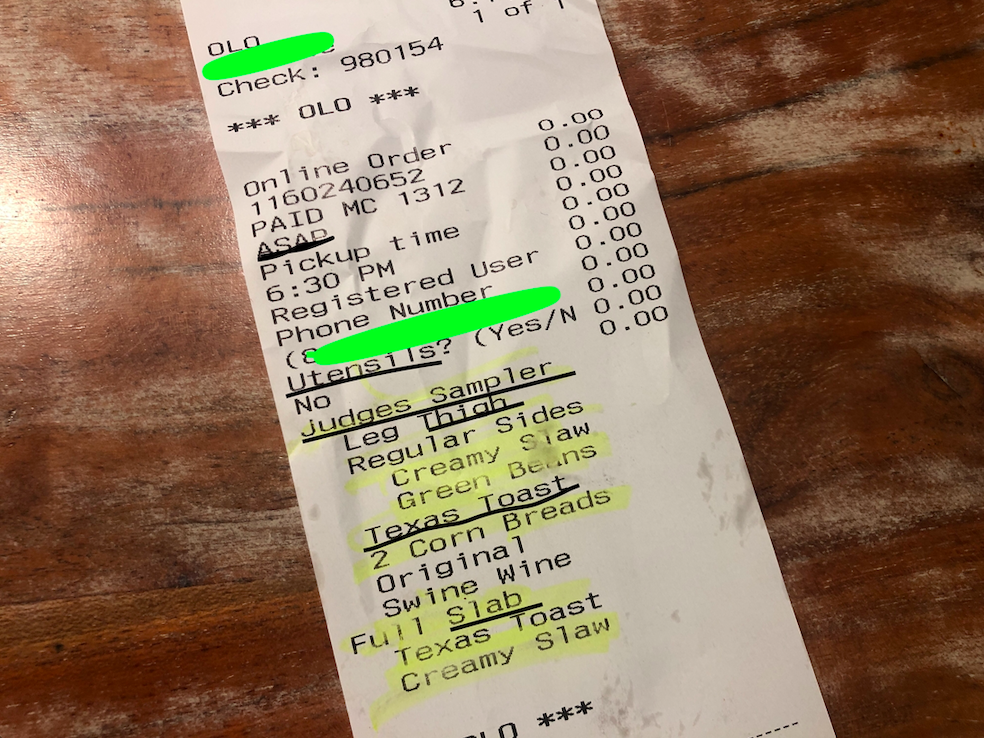 1 of 1
OLO
Check: 980154
*** OLO ***
Online Order 0.00
1160240652 0.00
PAID MC 1312 0.00
ASAP 0.00
Pickup time 0.00
6:30 PM 0.00
Registered User 0.00
Phone Number 0.00
0.00
Utensils? (Yes/N 0.00
No
Judges Sampler
Leg Thigh
Regular Sides
Creamy Slaw
Green Beans
Texas Toast
2 Corn Breads
Original
Swine Wine
Full Slab
Texas Toast
Creamy Slaw
OLO ***